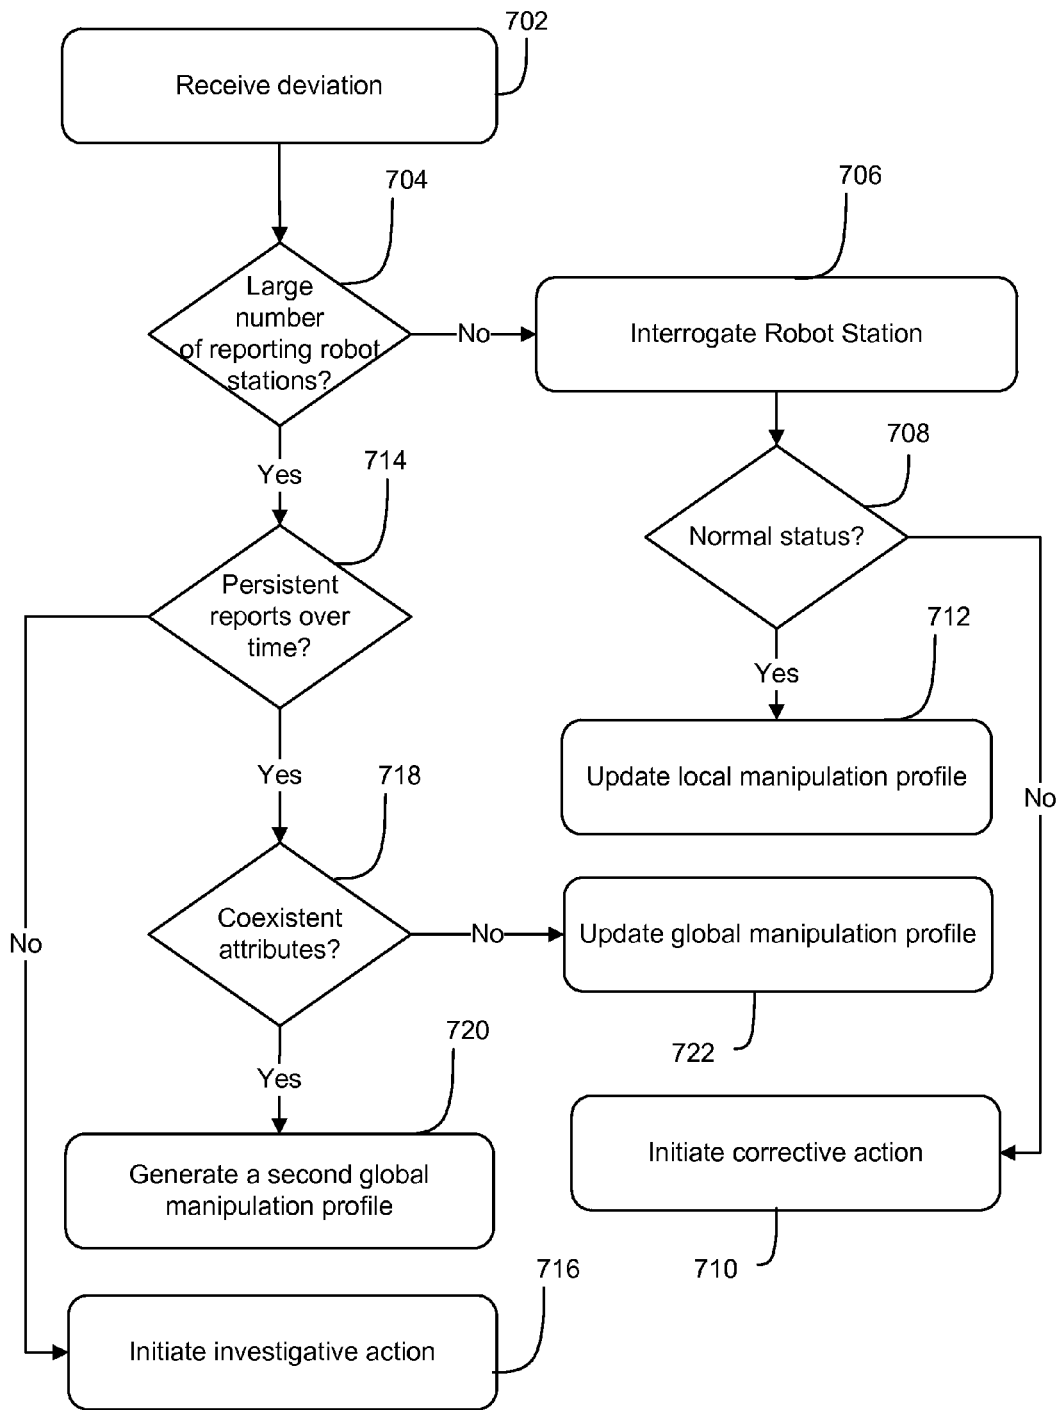 702
Receive deviation
704
706
Large
number
of reporting robot
stations?
No
Interrogate Robot Station
Yes
714
708
Normal status?
Persistent
reports over
time?
712
Yes
Update local manipulation profile
Yes
718
No
Coexistent
attributes?
No
Update global manipulation profile
No
722
720
Yes
Generate a second global
manipulation profile
Initiate corrective action
710
716
Initiate investigative action